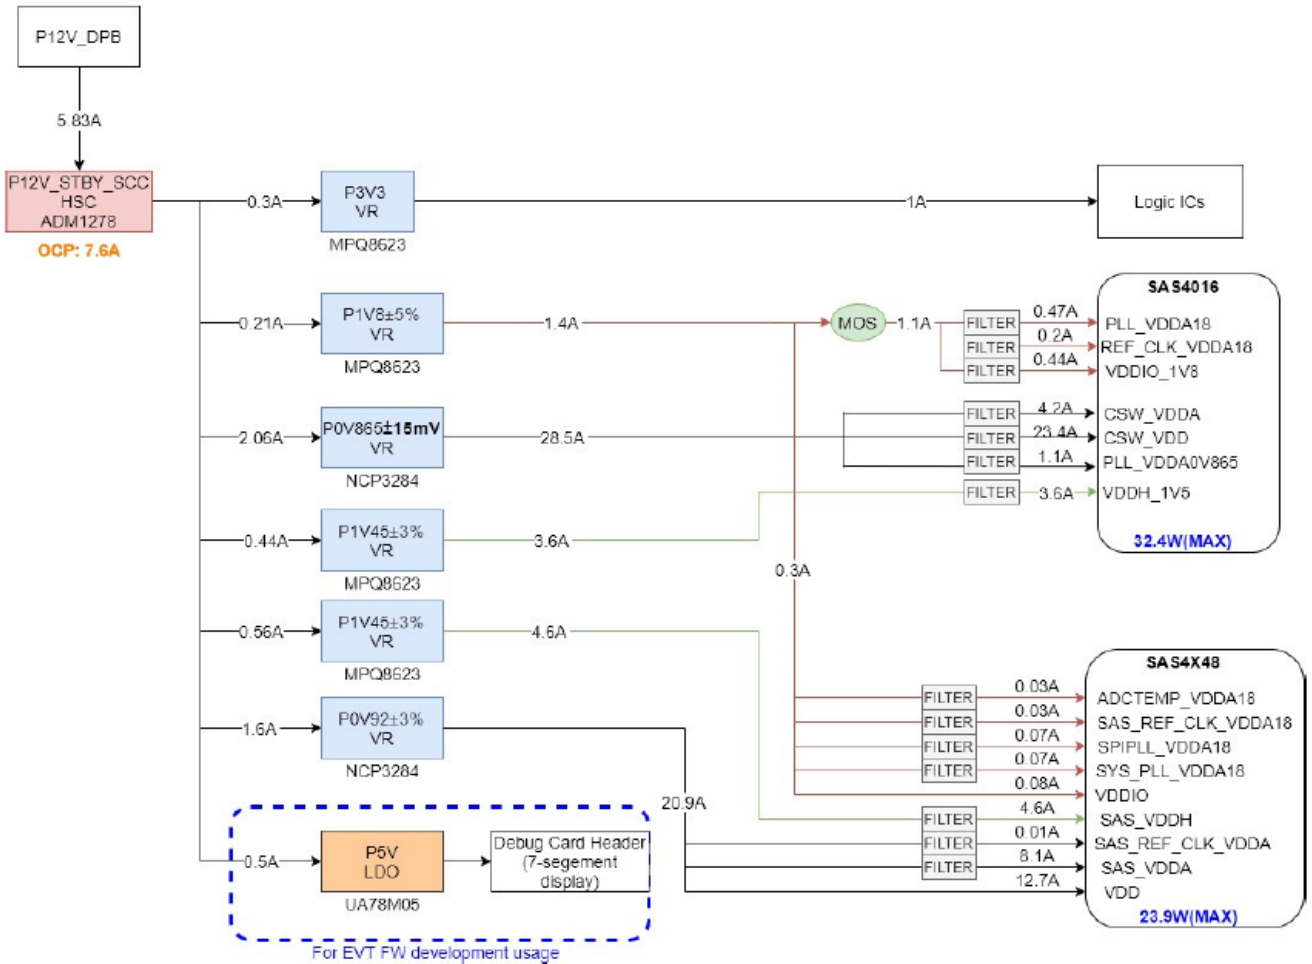 P12V_DPB
5.83A
P12V_STBY_SCC
HSC
ADM1278
OCP: 7.6A
0.3A
P3V3
VR
MPQ8623
1A
Logic ICs
0.21A
P1V8±5%
VR
MPQ8623
1.4A
MOS
1.1A
SAS4016
FILTER
0.47A
PLL_VDDA18
FILTER
0.2A
REF_CLK_VDDA18
FILTER
0.44A
VDDIO_1V8
2.06A
P0V865±15mV
VR
NCP3284
28.5A
FILTER
4.2A
CSW_VDDA
FILTER
23.4A
CSW_VDD
FILTER
1.1A
PLL_VDDA0V865
FILTER
3.6A
VDDH_1V5
32.4W(MAX)
0.44A
P1V45±3%
VR
MPQ8623
3.6A
0.3A
0.56A
P1V45±3%
VR
MPQ8623
4.6A
1.6A
P0V92±3%
VR
NCP3284
20.9A
SAS4X48
FILTER
0.03A
ADCTEMP_VDDA18
FILTER
0.03A
SAS_REF_CLK_VDDA18
FILTER
0.07A
SPIPLL_VDDA18
FILTER
0.07A
SYS_PLL_VDDA18
0.08A
VDDIO
FILTER
4.6A
SAS_VDDH
FILTER
0.01A
SAS_REF_CLK_VDDA
FILTER
8.1A
SAS_VDDA
12.7A
VDD
23.9W(MAX)
0.5A
P5V
LDO
UA78M05
Debug Card Header
(7-segement
display)
For EVT FW development usage